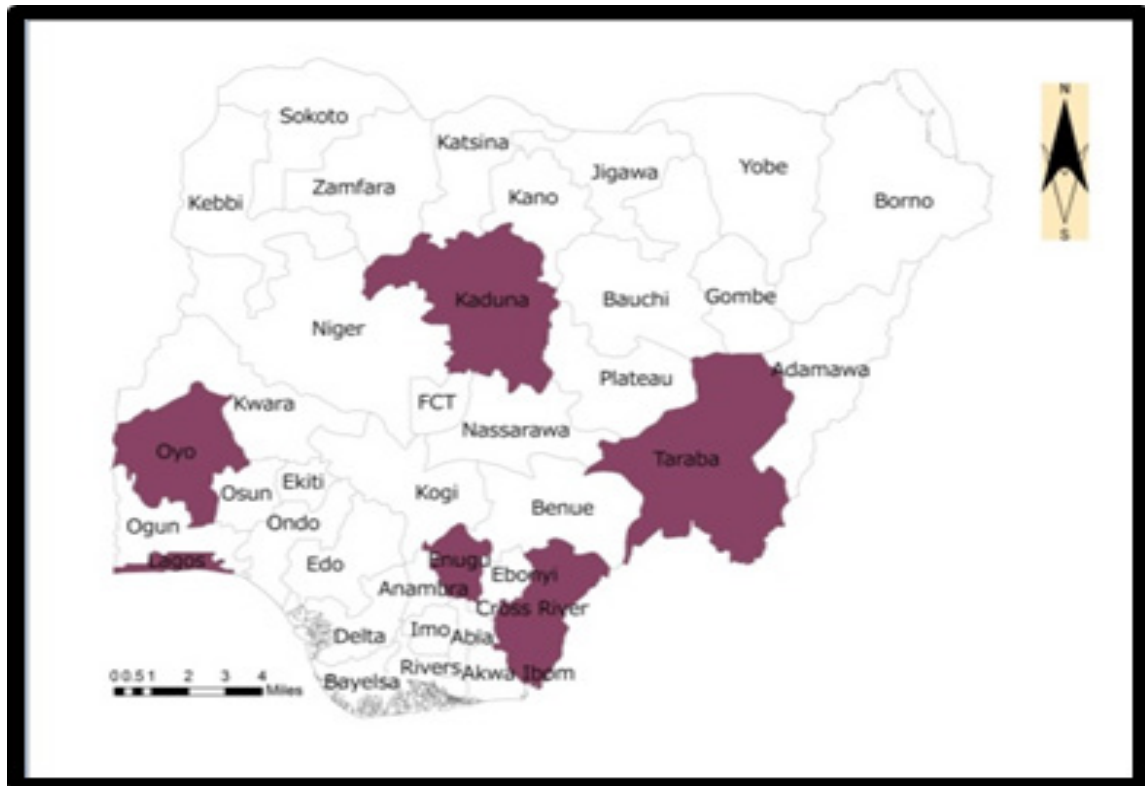 N
Sokoto
Katsina
Yobe
Jigawa
Zamfara
Kano
Kebbi
Borno
S
Kaduna
Bauchi
Gombe
Niger
Adamawa
Plateau
FCT
Kwara
Nassarawa
Oyo
Taraba
Ekiti
Osun
Kogi
Benue
Ogun
Ondo
Lagos
Edo
Enugu
Ebonyi
Anambra
Cross River
Imo
Abia
Delta
Rivers
Akwa Ibom
Bayelsa
0 0.5 1 2 3 4
Miles